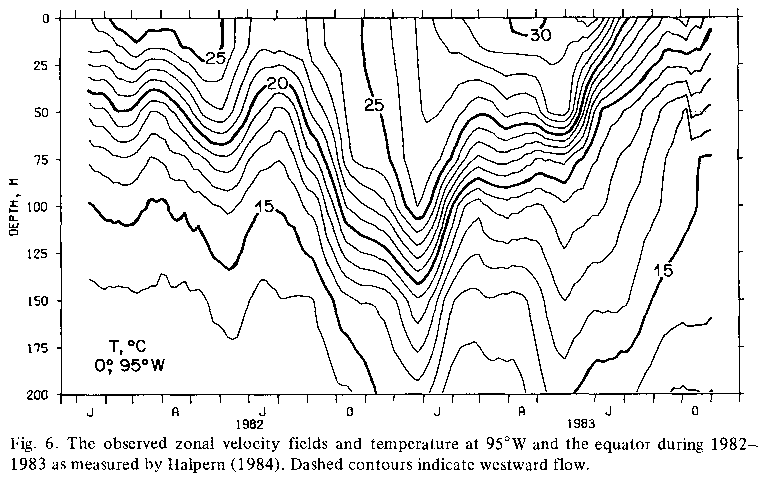 0
25
30
25
20
50
25
75
DEPTH, M
100
15
125
15
150
T, °C
175
0°, 95°W
200
J A J O J A J O
1982 1983
Fig. 6. The observed zonal velocity fields and temperature at 95°W and the equator during 1982–
1983 as measured by Halpern (1984). Dashed contours indicate westward flow.